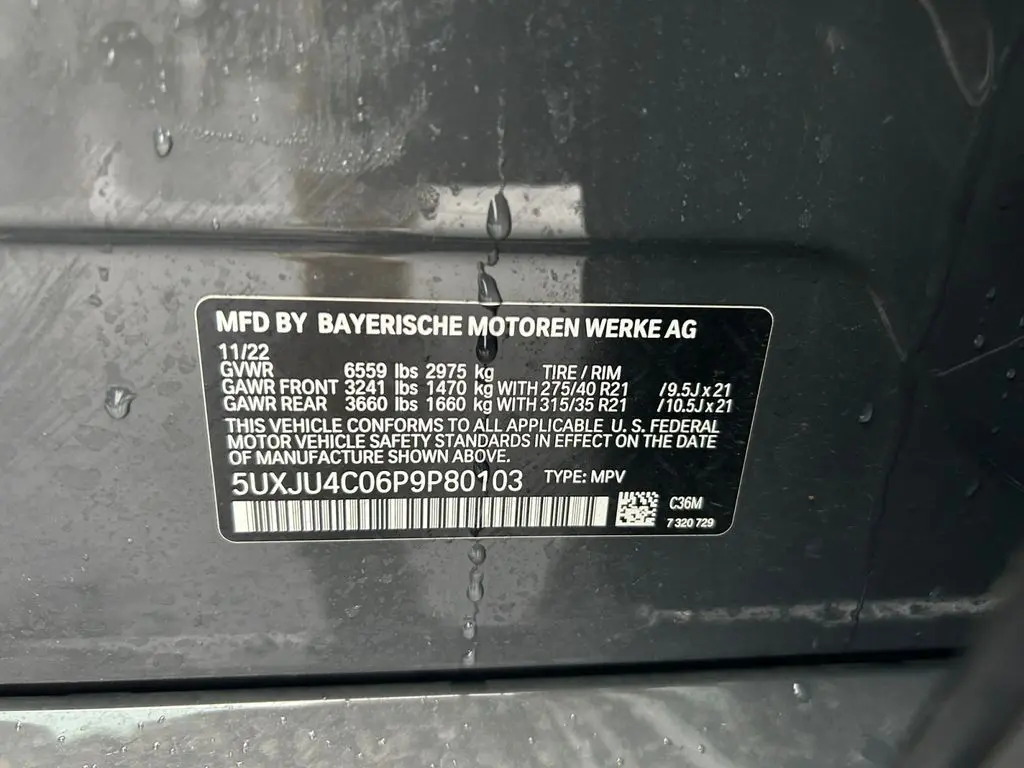 MFD BY BAYERISCHE MOTOREN WERKE AG
11/22
GVWR 6559 lbs 2975 kg TIRE / RIM
GAWR FRONT 3241 lbs 1470 kg WITH 275/40 R21 /9.5J x 21
GAWR REAR 3660 lbs 1660 kg WITH 315/35 R21 /10.5J x 21
THIS VEHICLE CONFORMS TO ALL APPLICABLE U. S. FEDERAL
MOTOR VEHICLE SAFETY STANDARDS IN EFFECT ON THE DATE
OF MANUFACTURE SHOWN ABOVE.
5UXJU4C06P9P80103 TYPE: MPV
C36M
7 320 729